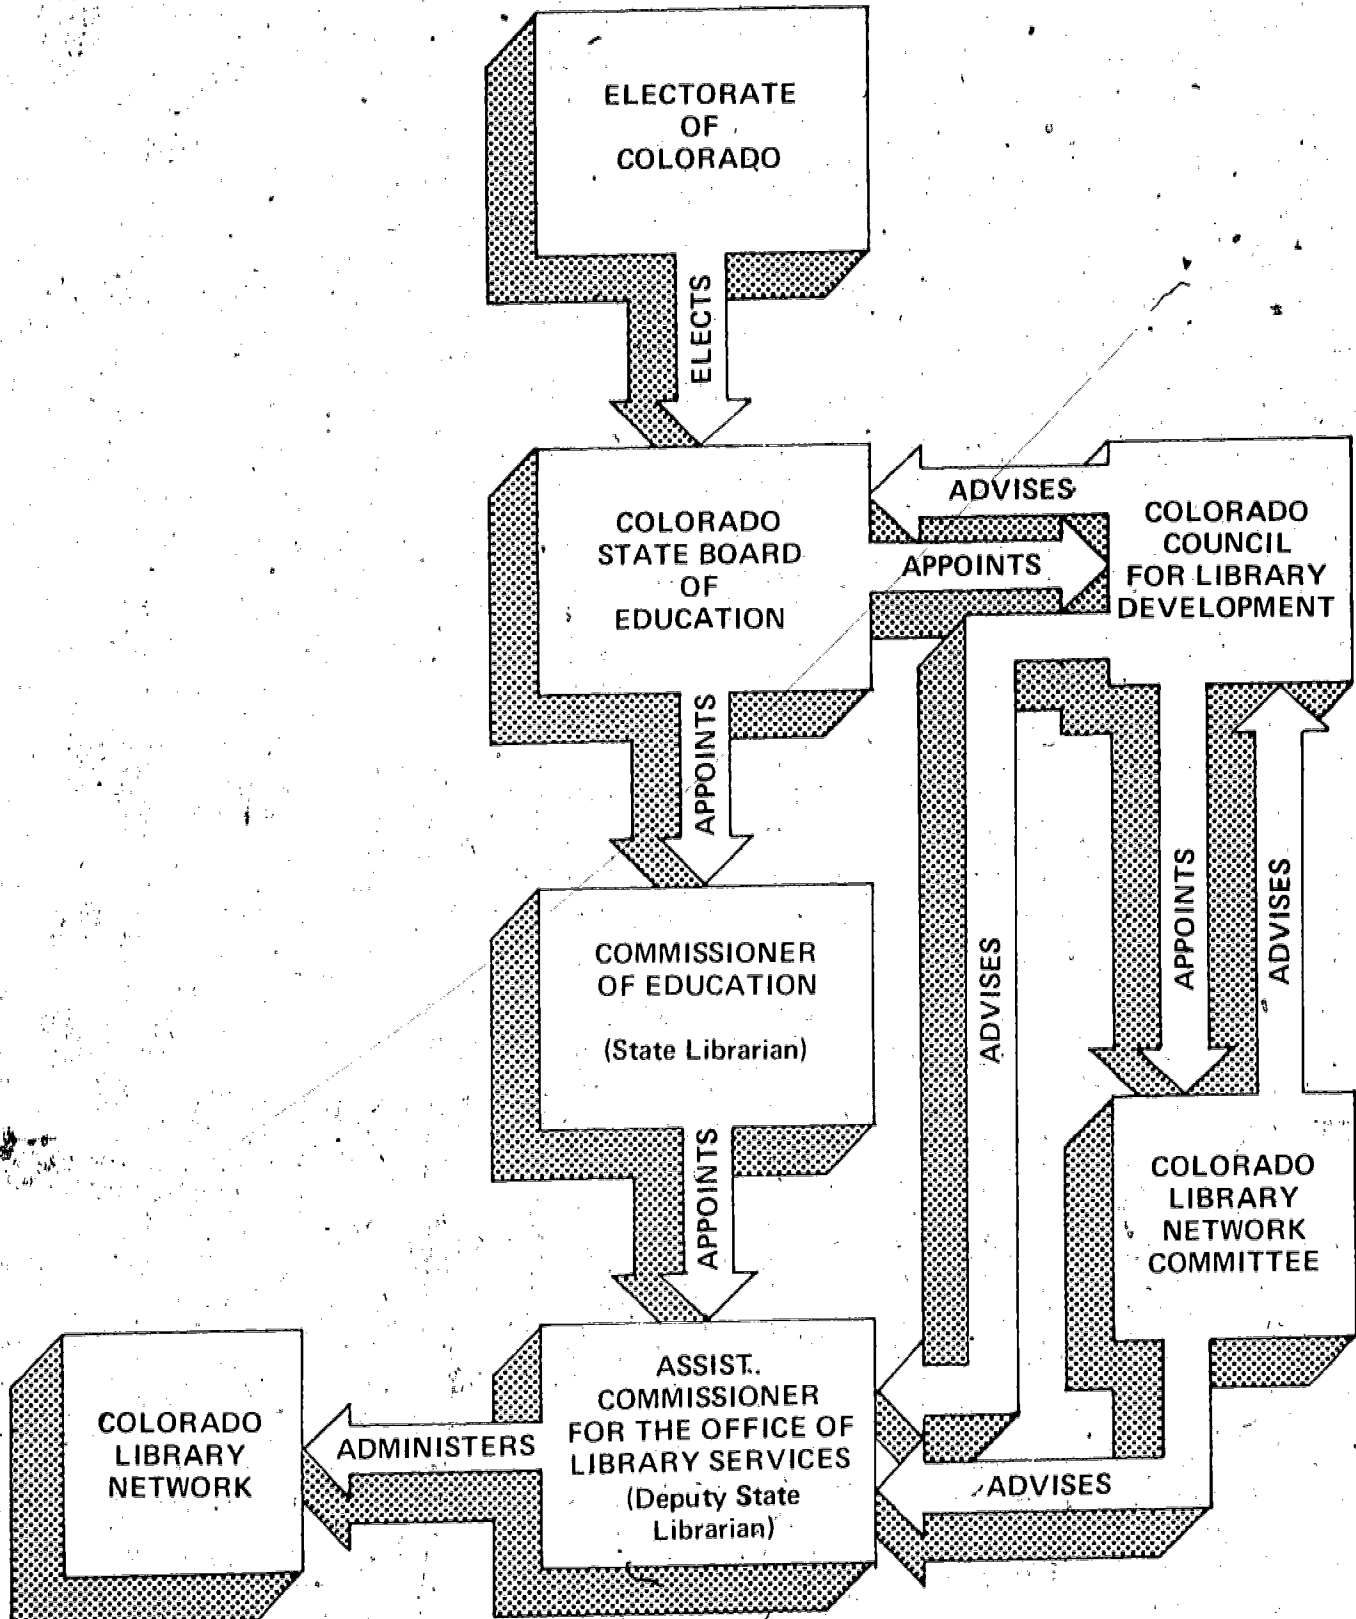 ELECTORATE
OF
COLORADO
ELECTS
COLORADO
STATE BOARD
OF
EDUCATION
ADVISES
APPOINTS
COLORADO
COUNCIL
FOR LIBRARY
DEVELOPMENT
APPOINTS
COMMISSIONER
OF EDUCATION
(State Librarian)
ADVISES
APPOINTS
ADVISES
APPOINTS
COLORADO
LIBRARY
NETWORK
COMMITTEE
COLORADO
LIBRARY
NETWORK
ADMINISTERS
ASSIST.
COMMISSIONER
FOR THE OFFICE OF
LIBRARY SERVICES
(Deputy State
Librarian)
ADVISES